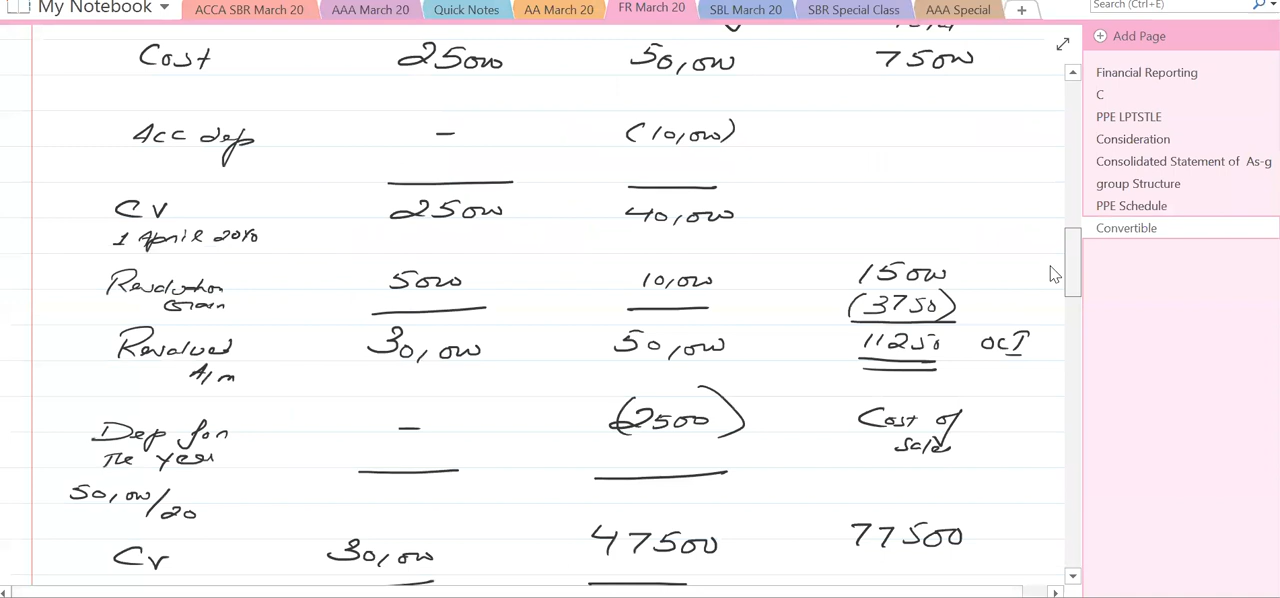 My Notebook
ACCA SBR March 20
AAA March 20
Quick Notes
AA March 20
FR March 20
SBL March 20
SBR Special Class
AAA Special
Search (Ctrl+E)
Add Page
Financial Reporting
C
PPE LPTSTLE
Consideration
Consolidated Statement of As-g
group Structure
PPE Schedule
Convertible
Cost 25000 50,000 75000
Acc dep - (10,000)
CV 25000 40,000
1 April 20
Revalution 5000 10,000 15000
Gain (3750)
Revalued 30,000 50,000 11250 OCI
A/m
Dep for - (2500) Cost of
The year sales
50,000/20
CV 30,000 47500 77500